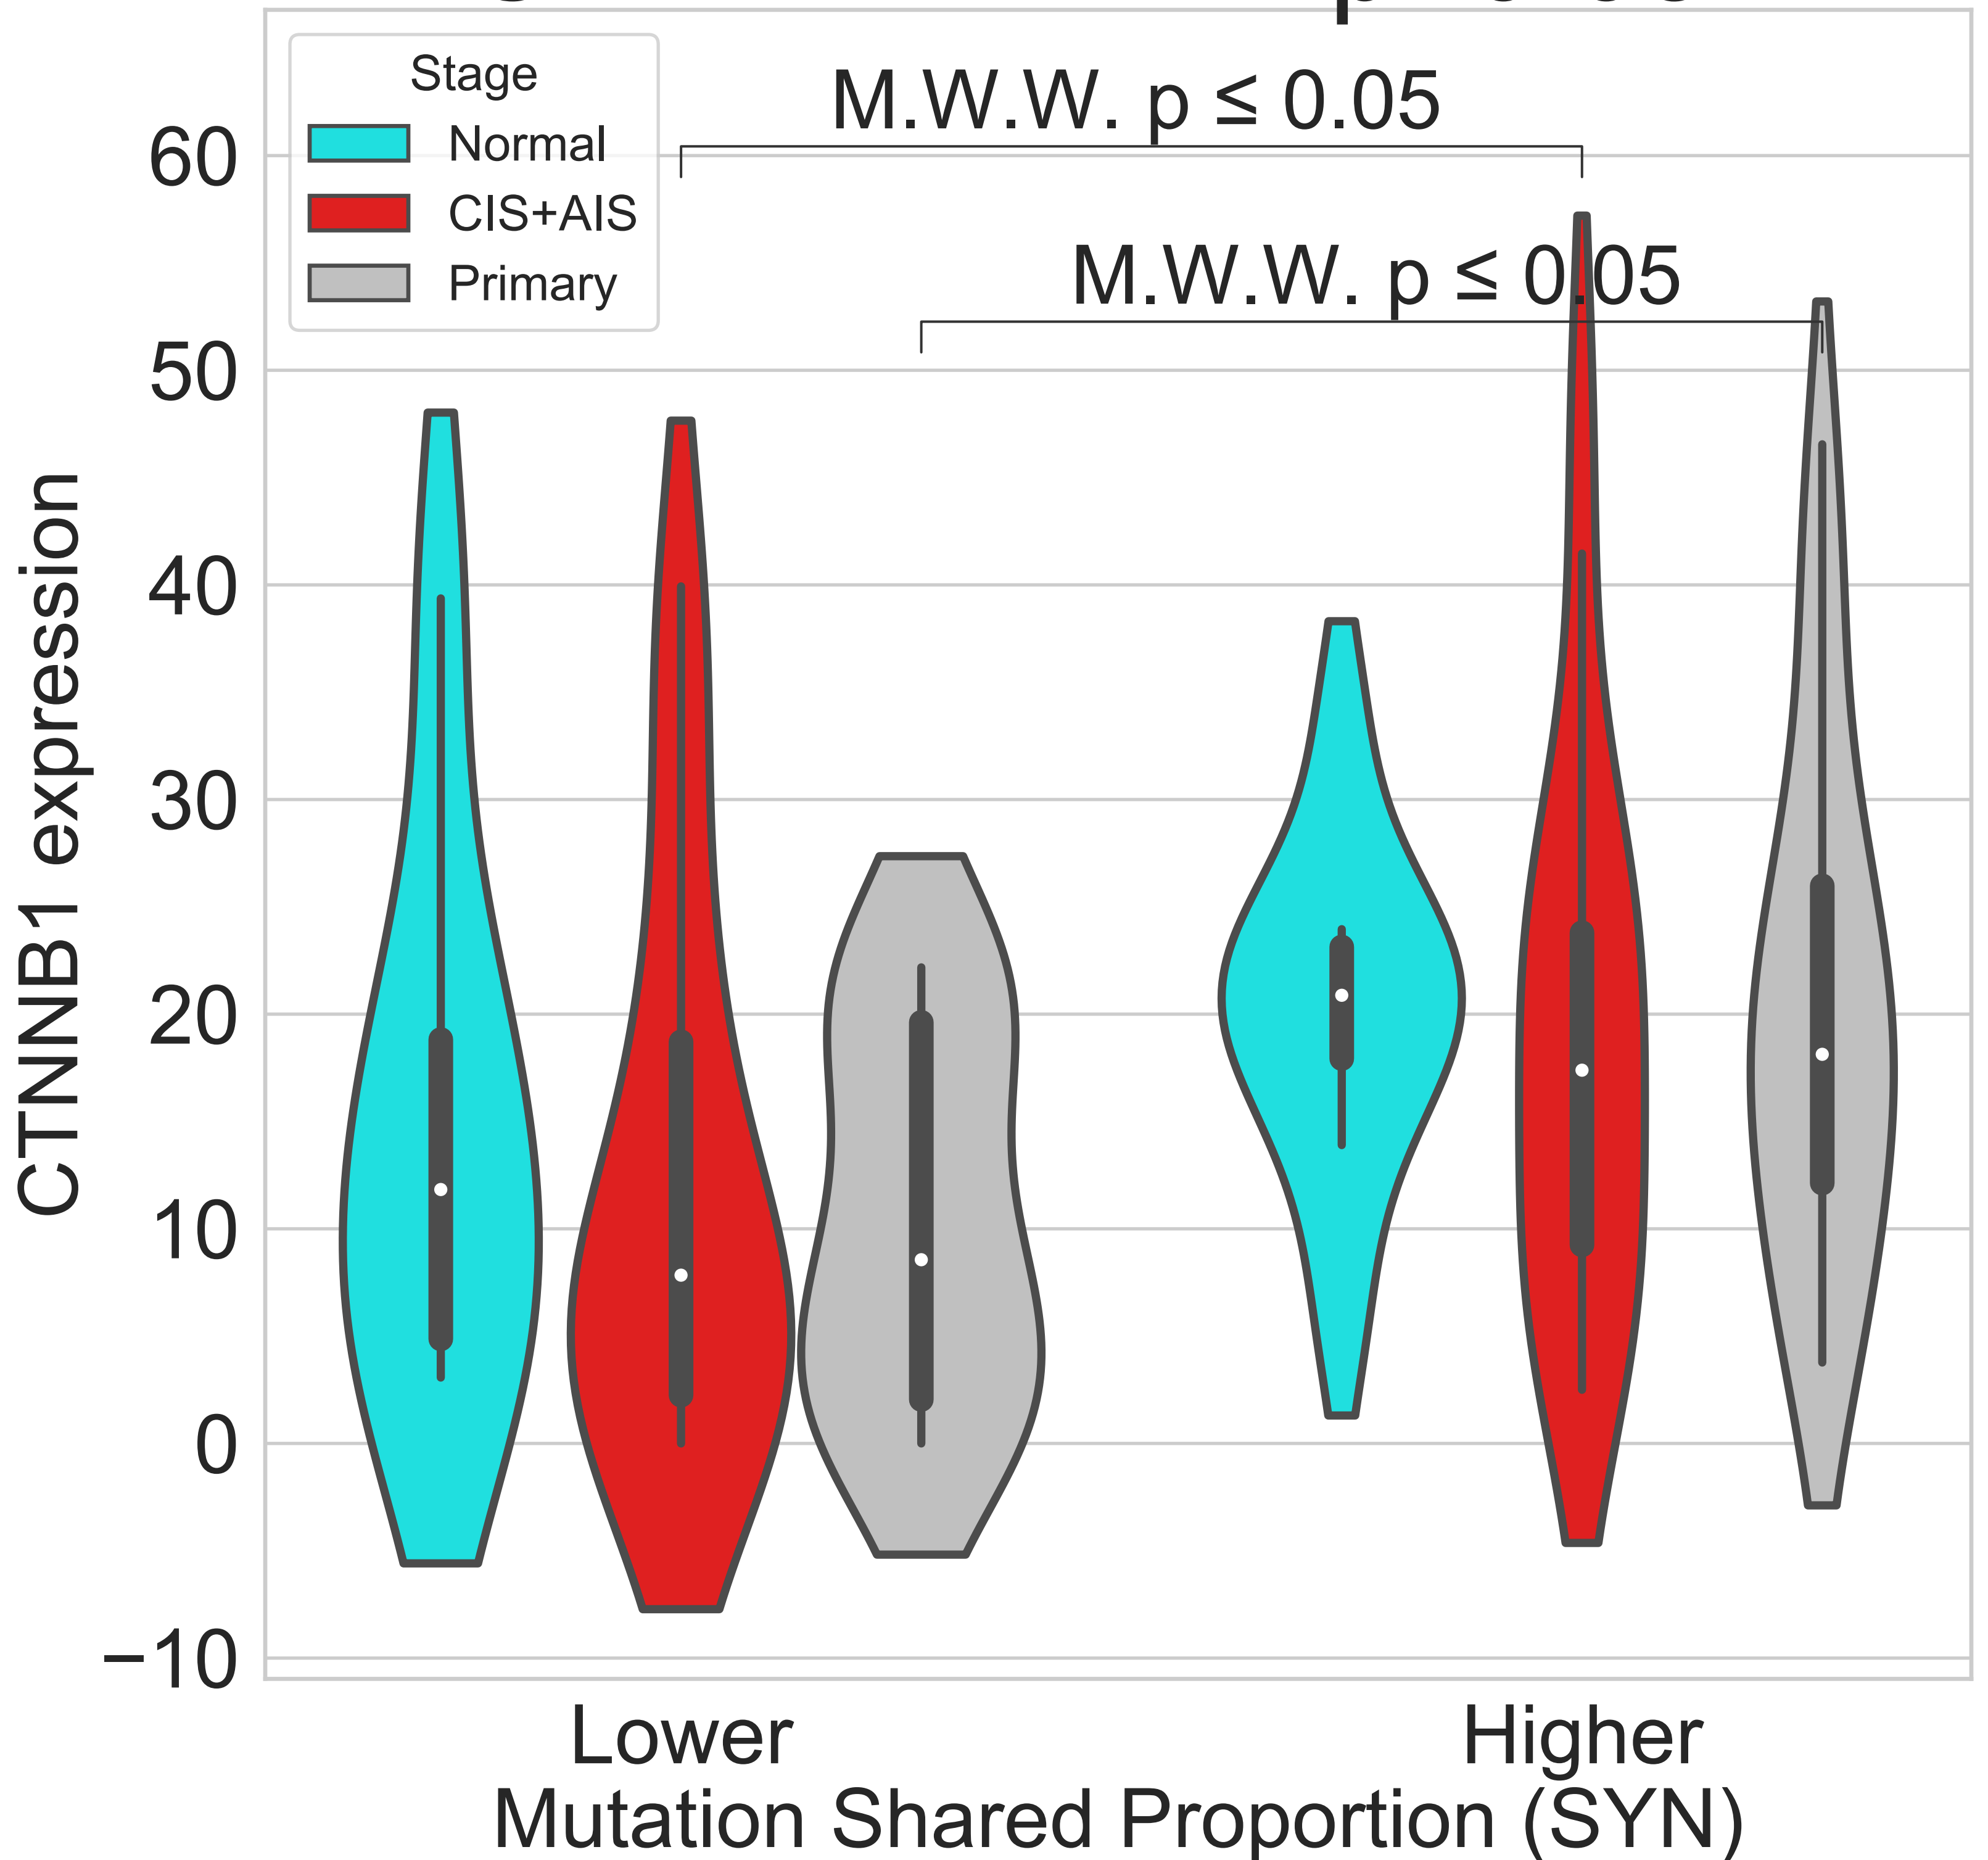 Stage
Normal
CIS+AIS
Primary
M.W.W. p ≤ 0.05
M.W.W. p ≤ 0.05
CTNNB1 expression
60
50
40
30
20
10
0
−10
Lower Higher
Mutation Shared Proportion (SYN)